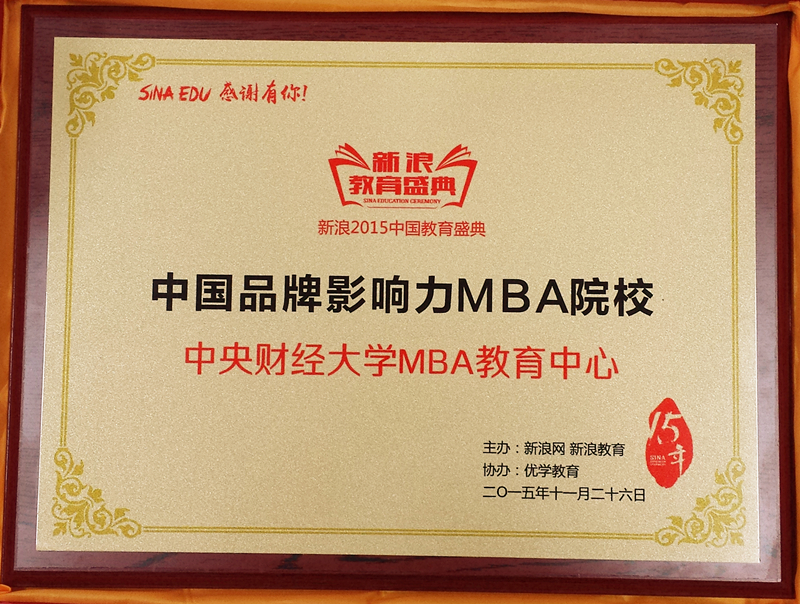 SINA EDU 感谢有你!
新浪
教育盛典
SINA EDUCATION CEREMONY
新浪2015中国教育盛典
中国品牌影响力MBA院校
中央财经大学MBA教育中心
主办：新浪网 新浪教育
协办：优学教育
二〇一五年十一月二十六日
15年
SINA